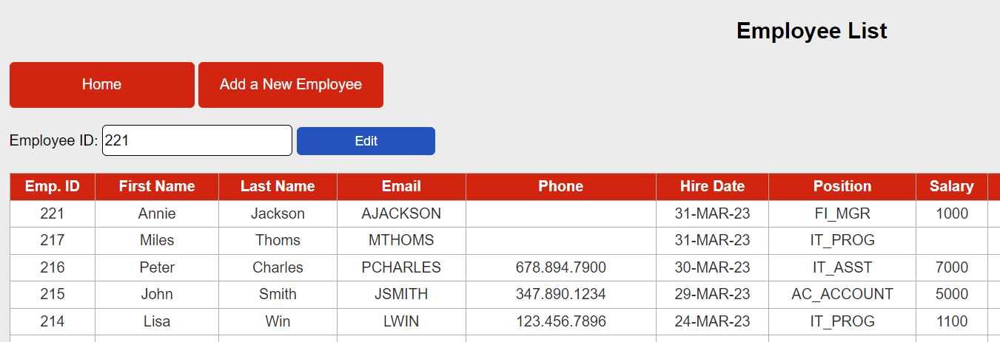 Employee List
Home Add a New Employee
Employee ID: 221 Edit
Emp. ID First Name Last Name Email Phone Hire Date Position Salary
221 Annie Jackson AJACKSON 31-MAR-23 FI_MGR 1000
217 Miles Thoms MTHOMS 31-MAR-23 IT_PROG
216 Peter Charles PCHARLES 678.894.7900 30-MAR-23 IT_ASST 7000
215 John Smith JSMITH 347.890.1234 29-MAR-23 AC_ACCOUNT 5000
214 Lisa Win LWIN 123.456.7896 24-MAR-23 IT_PROG 1100